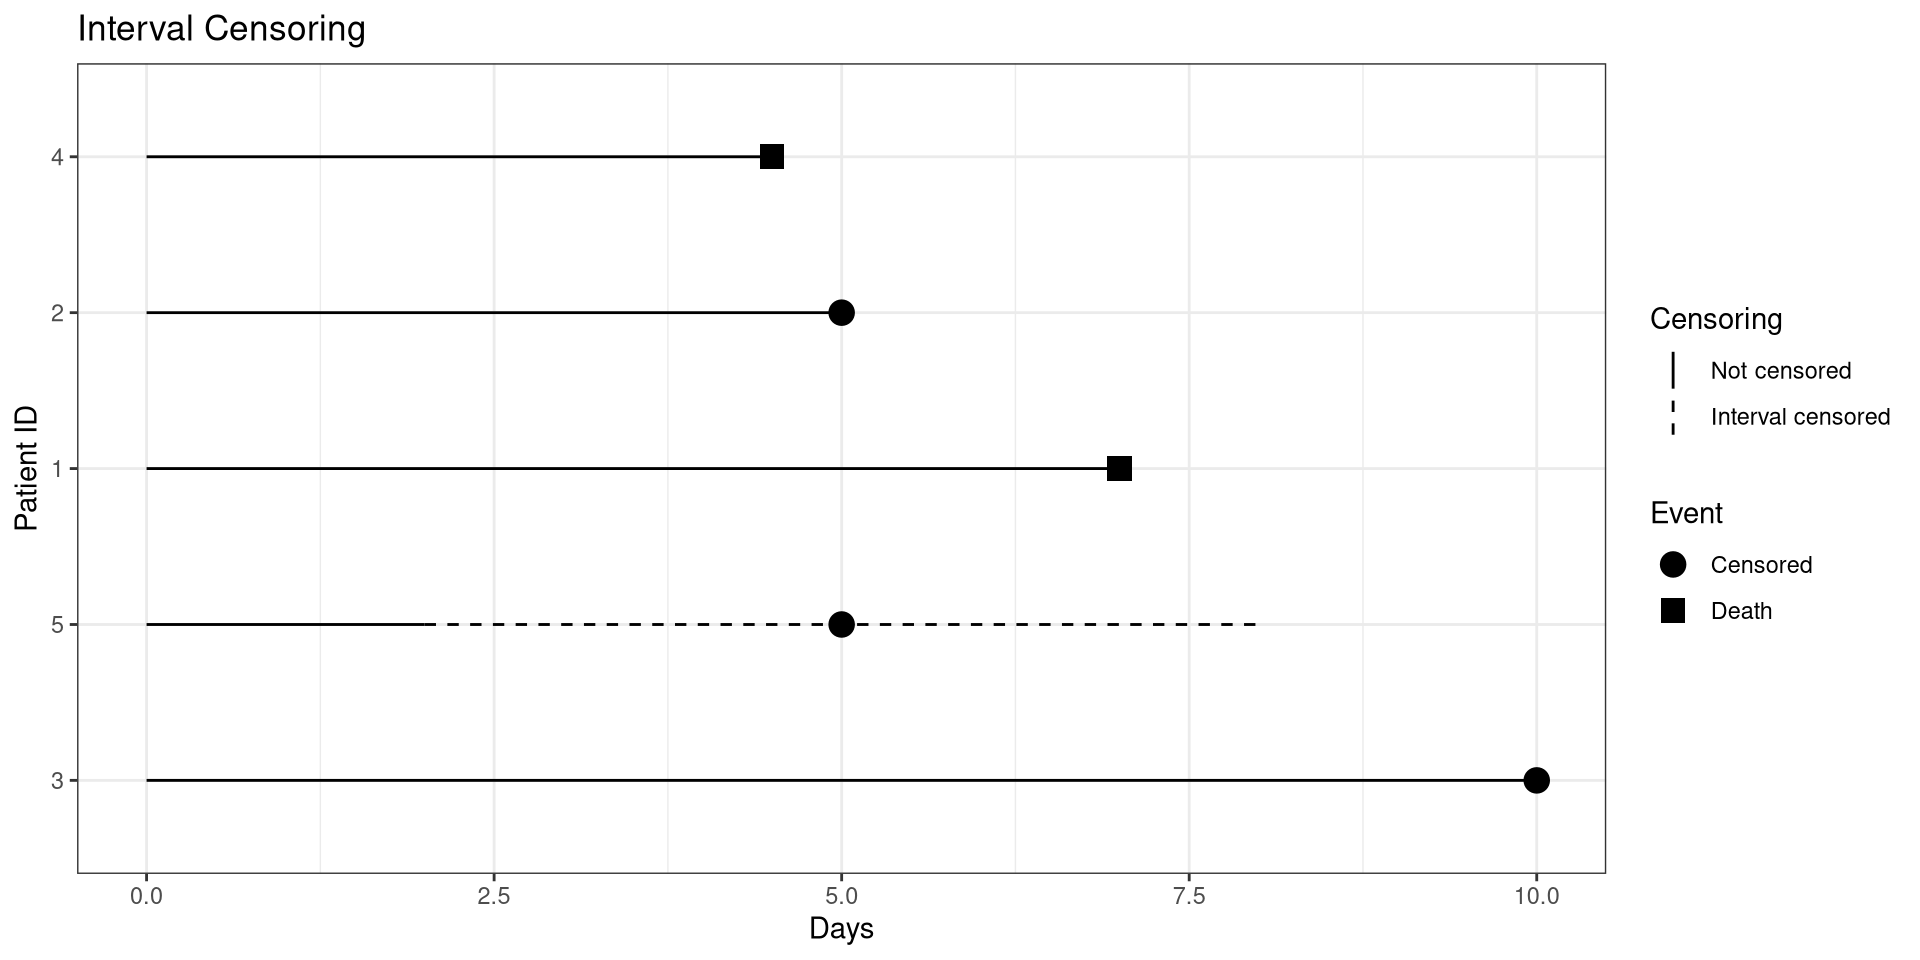 Interval Censoring
Patient ID
4
2
1
5
3
0.0 2.5 5.0 7.5 10.0
Days
Censoring
Not censored
Interval censored
Event
Censored
Death